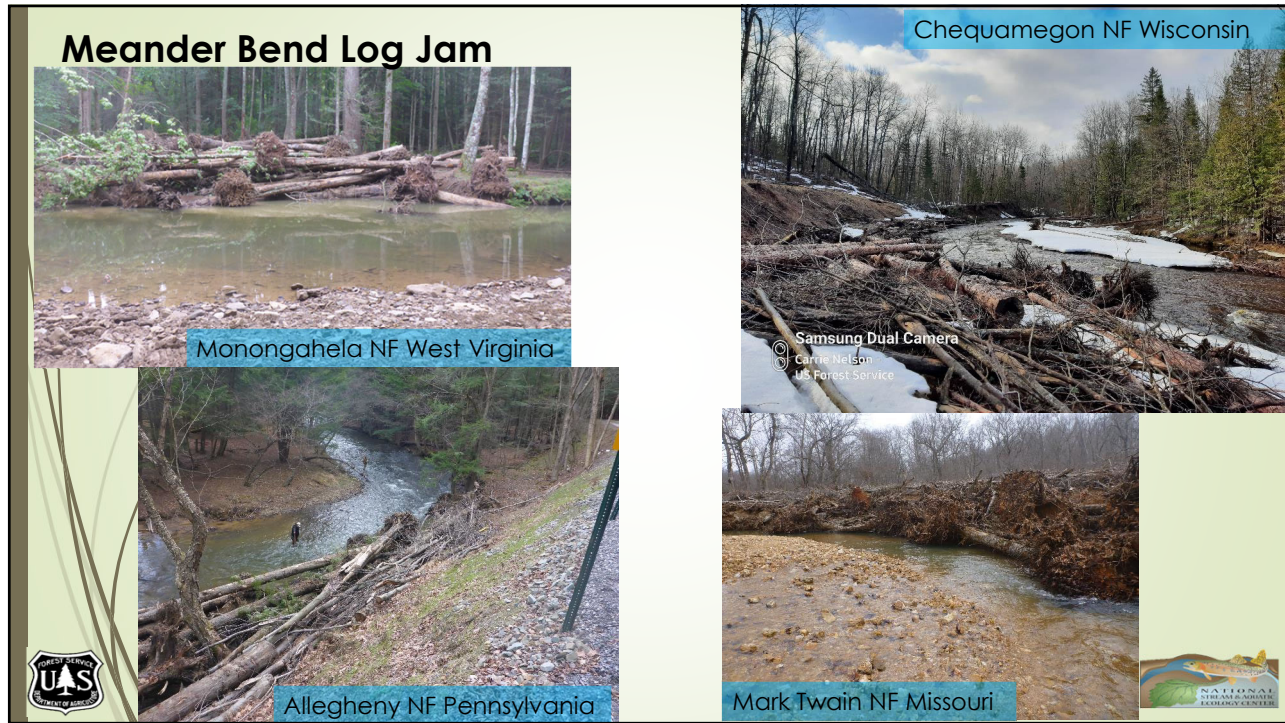 Meander Bend Log Jam
Chequamegon NF Wisconsin
Monongahela NF West Virginia
Samsung Dual Camera
Carrie Nelson
US Forest Service
Allegheny NF Pennsylvania
Mark Twain NF Missouri
FOREST SERVICE
U S
DEPARTMENT OF AGRICULTURE
NATIONAL
STREAM & AQUATIC
ECOLOGY CENTER